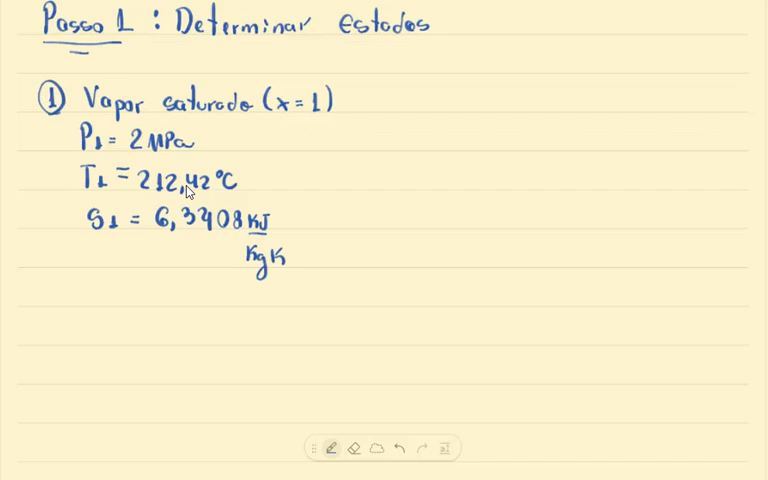 Passo 1 : Determinar estados
① Vapor saturado (x = 1)
P1 = 2 MPa
T1 = 212,42 °C
S1 = 6,3408 KJ
Kg K